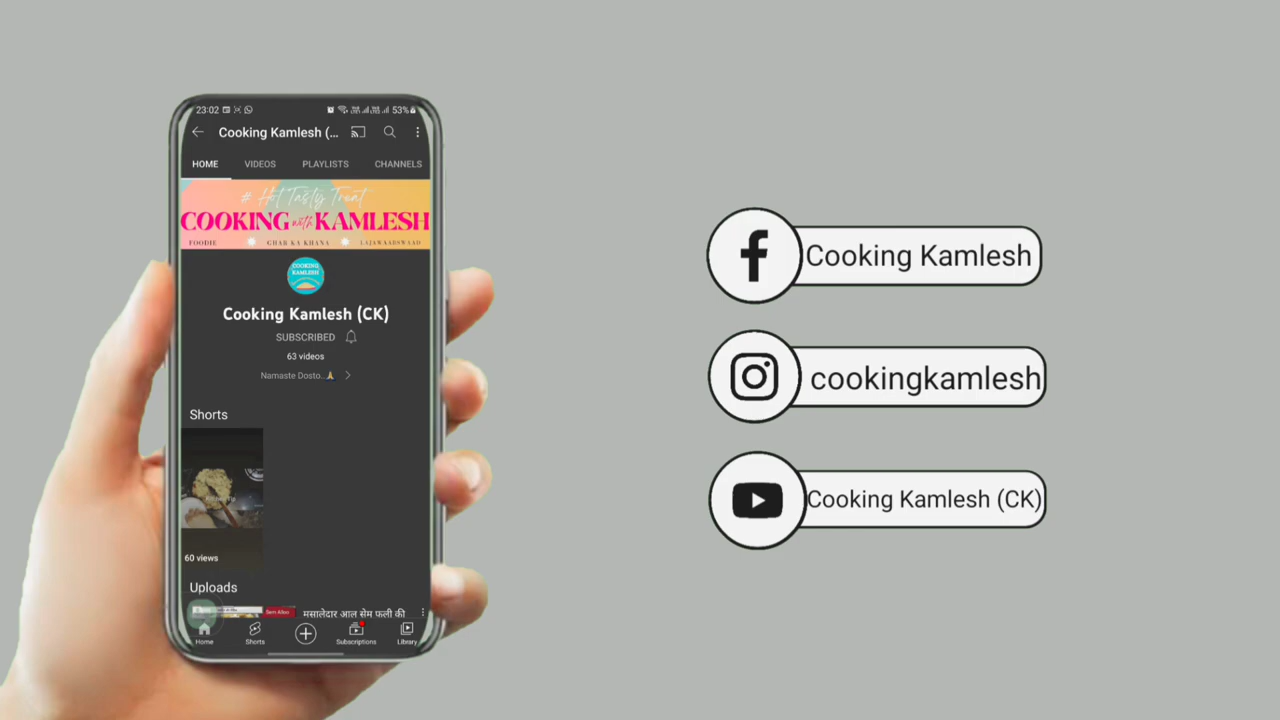 23:02
53%
Cooking Kamlesh (...
HOME VIDEOS PLAYLISTS CHANNELS
# Hot Tasty Treat
COOKING with KAMLESH
FOODIE GHAR KA KHANA LAJAWAABSWAAD
COOKING
KAMLESH
Cooking Kamlesh (CK)
SUBSCRIBED
63 videos
Namaste Dosto..🙏
Shorts
60 views
Uploads
Sem Alloo
मसालेदार आल सेम फली की
Home Shorts Subscriptions Library
Cooking Kamlesh
cookingkamlesh
Cooking Kamlesh (CK)